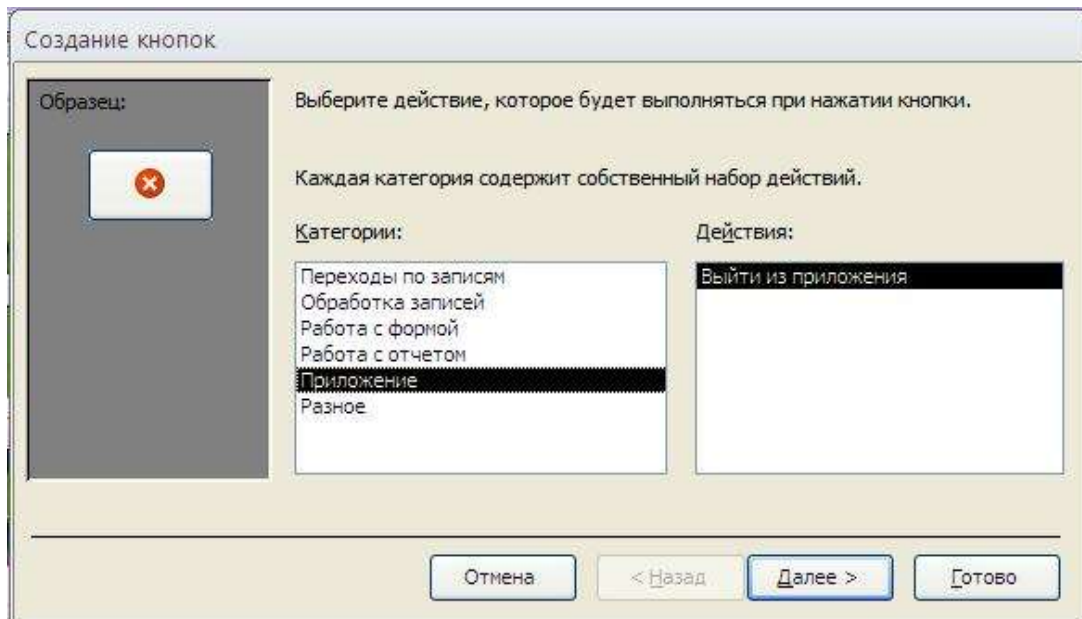 Создание кнопок
Образец:
Выберите действие, которое будет выполняться при нажатии кнопки.
Каждая категория содержит собственный набор действий.
Категории:
Действия:
Переходы по записям
Обработка записей
Работа с формой
Работа с отчетом
Приложение
Разное
Выйти из приложения
Отмена
< Назад
Далее >
Готово